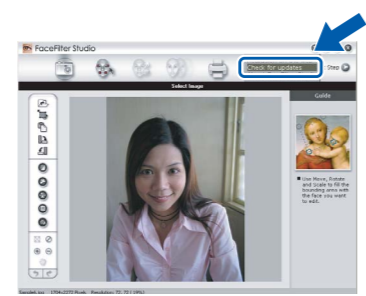 FaceFilter Studio
Check for updates
Step
Select Image
Guide
Use Move, Rotate
and Scale to fill the
bounding area with
the face you want
to edit.